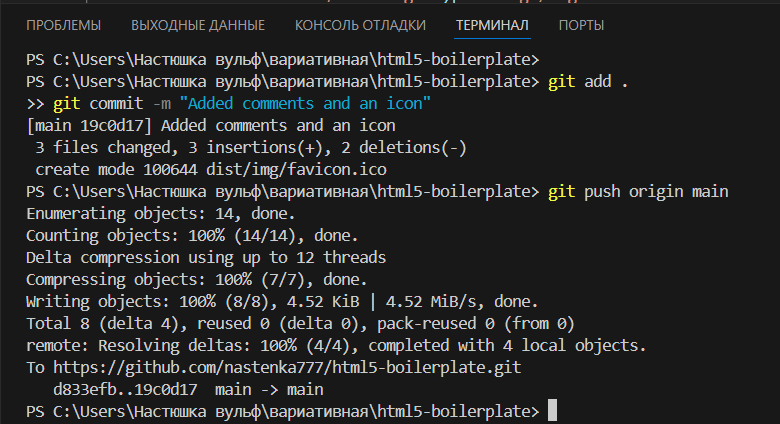 ПРОБЛЕМЫ ВЫХОДНЫЕ ДАННЫЕ КОНСОЛЬ ОТЛАДКИ ТЕРМИНАЛ ПОРТЫ
PS C:\Users\Настюшка вульф\вариативная\html5-boilerplate>
PS C:\Users\Настюшка вульф\вариативная\html5-boilerplate> git add .
>> git commit -m "Added comments and an icon"
[main 19c0d17] Added comments and an icon
 3 files changed, 3 insertions(+), 2 deletions(-)
 create mode 100644 dist/img/favicon.ico
PS C:\Users\Настюшка вульф\вариативная\html5-boilerplate> git push origin main
Enumerating objects: 14, done.
Counting objects: 100% (14/14), done.
Delta compression using up to 12 threads
Compressing objects: 100% (7/7), done.
Writing objects: 100% (8/8), 4.52 KiB | 4.52 MiB/s, done.
Total 8 (delta 4), reused 0 (delta 0), pack-reused 0 (from 0)
remote: Resolving deltas: 100% (4/4), completed with 4 local objects.
To https://github.com/nastenka777/html5-boilerplate.git
   d833efb..19c0d17  main -> main
PS C:\Users\Настюшка вульф\вариативная\html5-boilerplate>